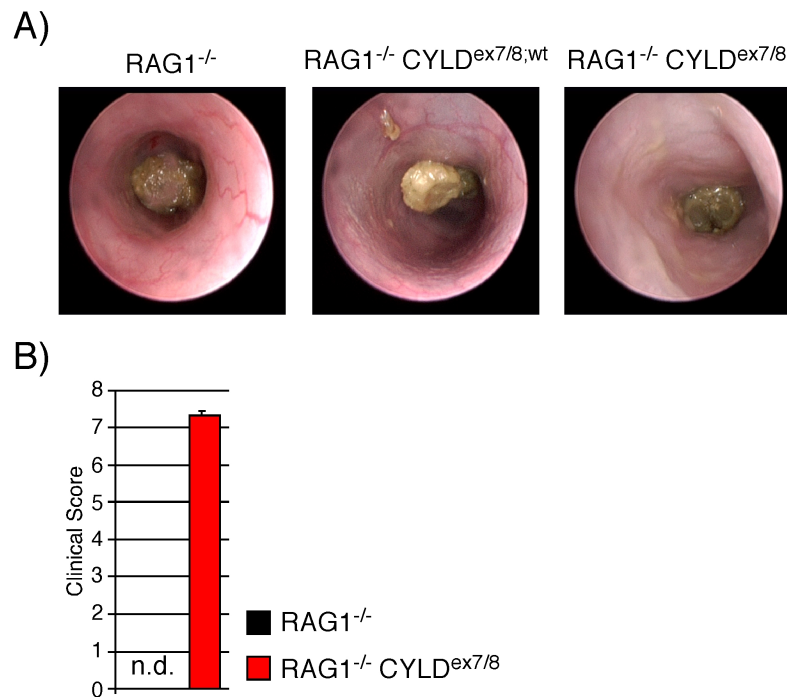 A)
RAG1-/- RAG1-/- CYLDex7/8;wt RAG1-/- CYLDex7/8
B)
8
7
6
5
4
3
2
1
0
Clinical Score
n.d.
RAG1-/-
RAG1-/- CYLDex7/8